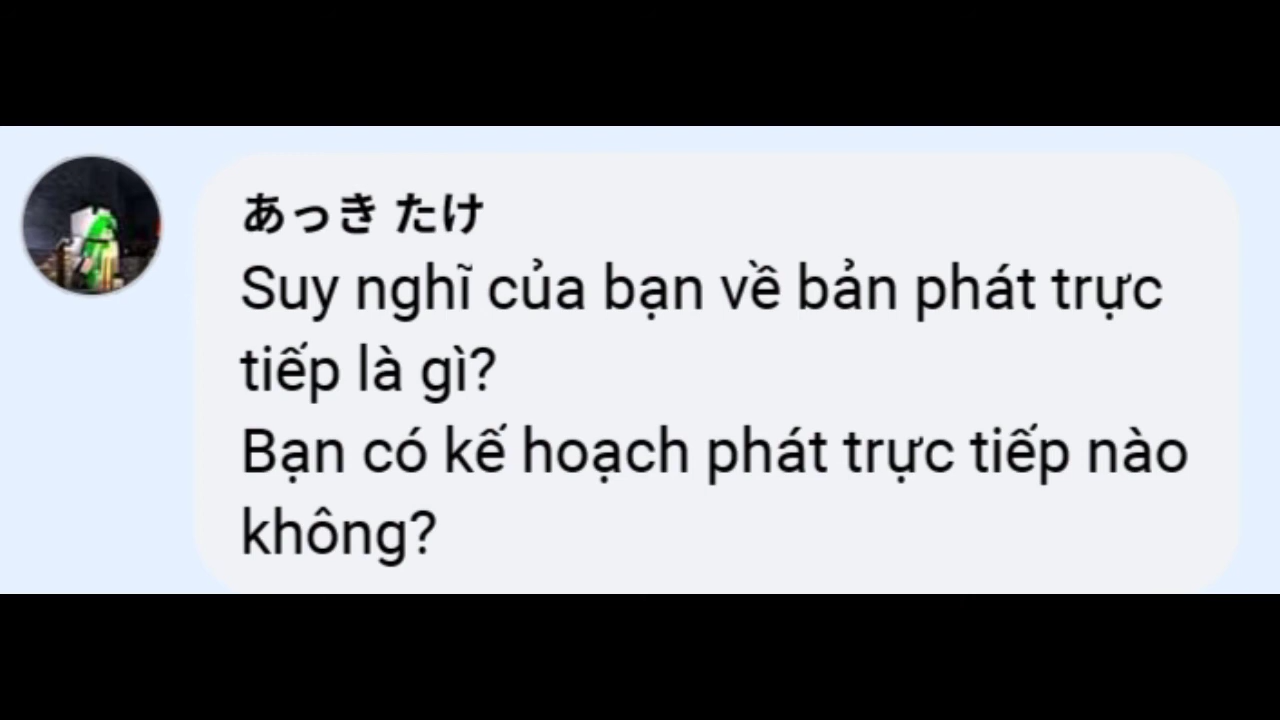 あっき たけ
Suy nghĩ của bạn về bản phát trực
tiếp là gì?
Bạn có kế hoạch phát trực tiếp nào
không?